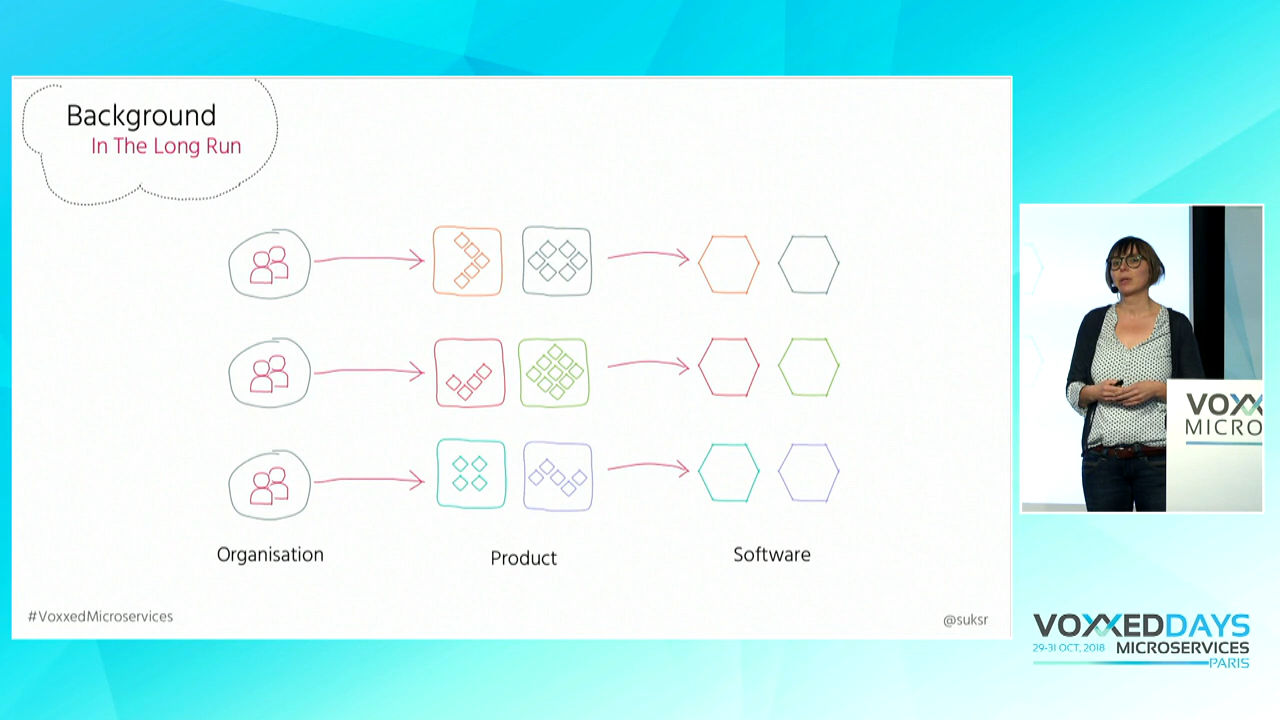 Background
In The Long Run
Organisation
Product
Software
#VoxxedMicroservices
@suksr
VOXX
MICRO
VOXXEDDAYS
29-31 OCT, 2018 MICROSERVICES
PARIS